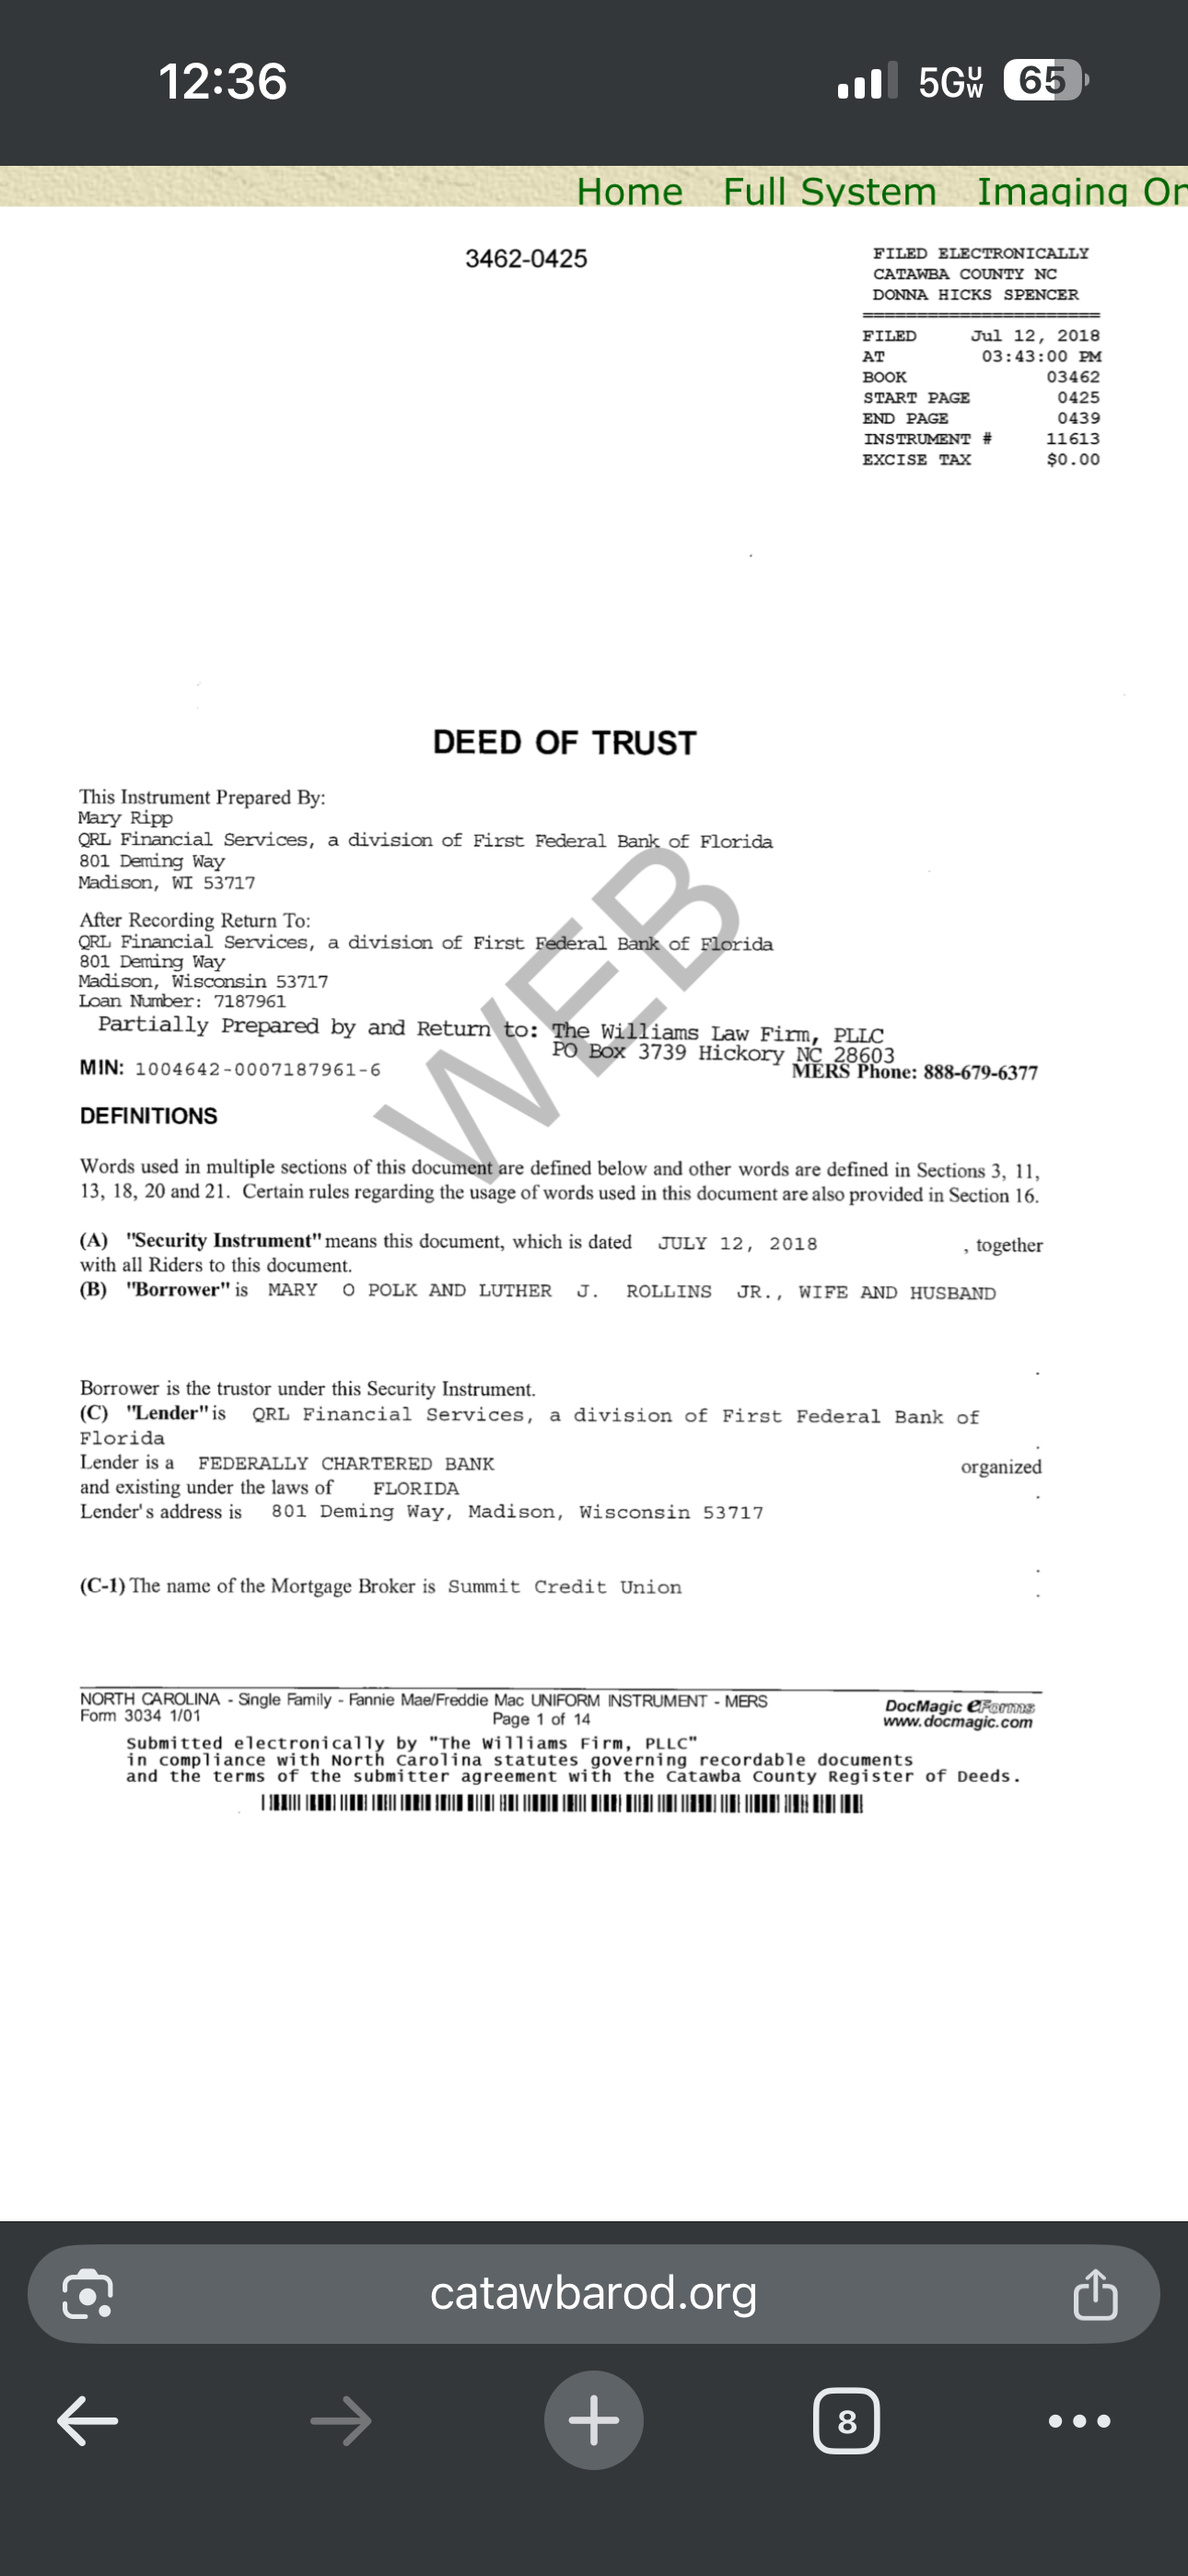 12:36
5GUW 65
Home Full System Imaging On
3462-0425
FILED ELECTRONICALLY
CATAWBA COUNTY NC
DONNA HICKS SPENCER
FILED Jul 12, 2018
AT 03:43:00 PM
BOOK 03462
START PAGE 0425
END PAGE 0439
INSTRUMENT # 11613
EXCISE TAX $0.00
DEED OF TRUST
This Instrument Prepared By:
Mary Ripp
QRL Financial Services, a division of First Federal Bank of Florida
801 Deming Way
Madison, WI 53717
After Recording Return To:
QRL Financial Services, a division of First Federal Bank of Florida
801 Deming Way
Madison, Wisconsin 53717
Loan Number: 7187961
Partially Prepared by and Return to: The Williams Law Firm, PLLC
PO Box 3739 Hickory NC 28603
MIN: 1004642-0007187961-6 MERS Phone: 888-679-6377
WEB
DEFINITIONS
Words used in multiple sections of this document are defined below and other words are defined in Sections 3, 11,
13, 18, 20 and 21. Certain rules regarding the usage of words used in this document are also provided in Section 16.
(A) "Security Instrument" means this document, which is dated JULY 12, 2018 , together
with all Riders to this document.
(B) "Borrower" is MARY O POLK AND LUTHER J. ROLLINS JR., WIFE AND HUSBAND
.
Borrower is the trustor under this Security Instrument.
(C) "Lender" is QRL Financial Services, a division of First Federal Bank of
Florida .
Lender is a FEDERALLY CHARTERED BANK organized
and existing under the laws of FLORIDA .
Lender's address is 801 Deming Way, Madison, Wisconsin 53717
.
(C-1) The name of the Mortgage Broker is Summit Credit Union .
NORTH CAROLINA - Single Family - Fannie Mae/Freddie Mac UNIFORM INSTRUMENT - MERS
Form 3034 1/01 Page 1 of 14
DocMagic eForms
www.docmagic.com
Submitted electronically by "The Williams Firm, PLLC"
in compliance with North Carolina statutes governing recordable documents
and the terms of the submitter agreement with the Catawba County Register of Deeds.
catawbarod.org
8